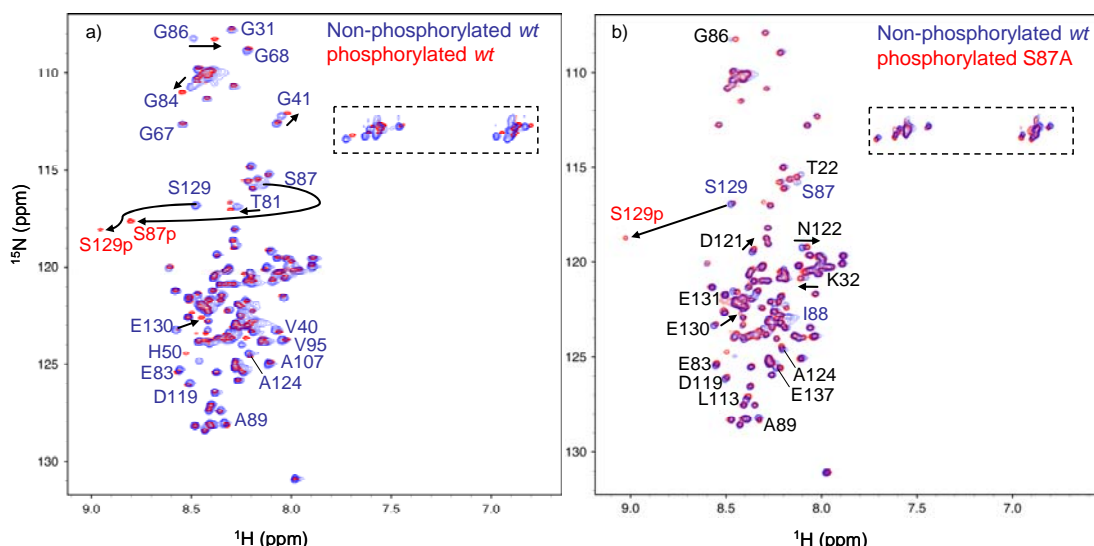 a)
Non-phosphorylated wt
phosphorylated wt
G86
G31
G68
G84
G41
G67
S87
S129
T81
S129p
S87p
E130
V40
H50
V95
E83
A107
A124
D119
A89
110
115
120
125
130
15N (ppm)
9.0
8.5
8.0
7.5
7.0
1H (ppm)
b)
Non-phosphorylated wt
phosphorylated S87A
G86
T22
S129
S87
S129p
N122
D121
K32
E131
I88
E130
E83
A124
D119
E137
L113
A89
110
115
120
125
130
9.0
8.5
8.0
7.5
7.0
1H (ppm)